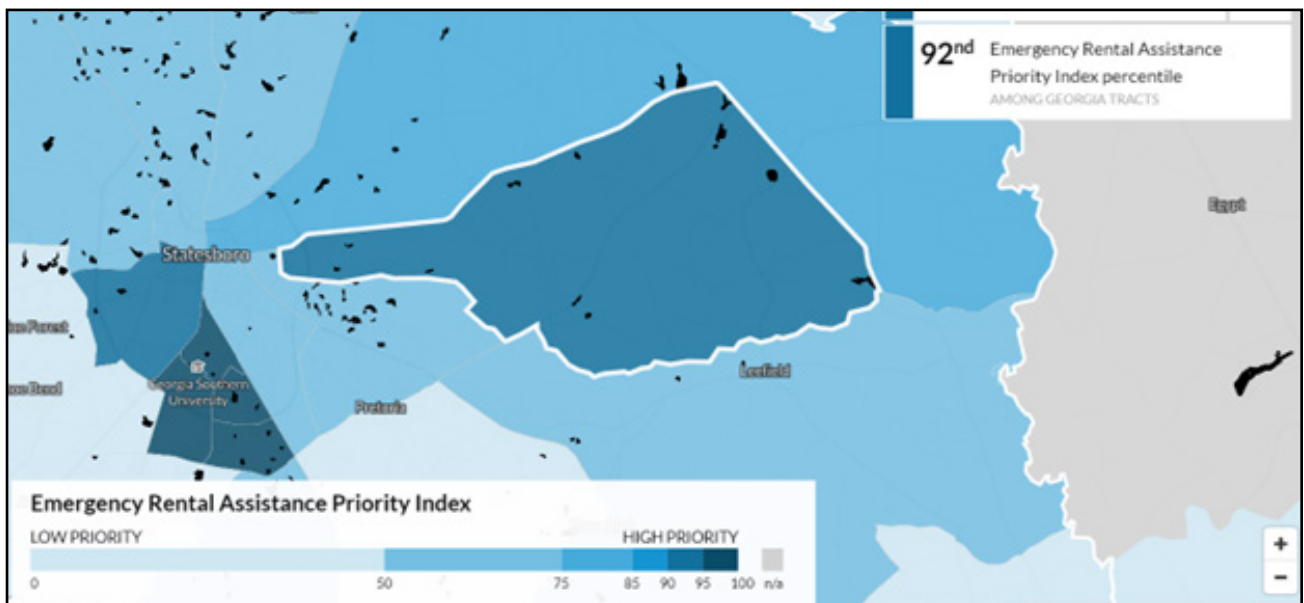 92nd Emergency Rental Assistance
Priority Index percentile
AMONG GEORGIA TRACTS
Egypt
Statesboro
Forest
Georgia Southern
University
Leefield
Pretoria
Emergency Rental Assistance Priority Index
LOW PRIORITY HIGH PRIORITY
0 50 75 85 90 95 100 n/a
+
−